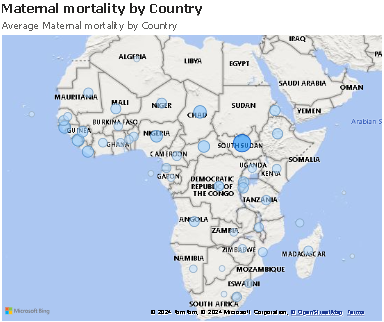 Maternal mortality by Country
Average Maternal mortality by Country
IRAQ
ALGERIA
LIBYA
EGYPT
SAUDI ARABIA
OMAN
MAURITANIA
MALI
NIGER
CHAD
SUDAN
YEMEN
Arabian S
GUINEA
BURKINA FASO
GHANA
NIGERIA
CAMEROON
SOUTH SUDAN
SOMALIA
GABON
UGANDA
KENYA
DEMOCRATIC
REPUBLIC OF
THE CONGO
TANZANIA
ANGOLA
ZAMBIA
ZIMBABWE
MADAGASCAR
NAMIBIA
MOZAMBIQUE
ESWATINI
SOUTH AFRICA
Microsoft Bing
© 2024 TomTom, © 2024 Microsoft Corporation, © OpenStreetMap Terms